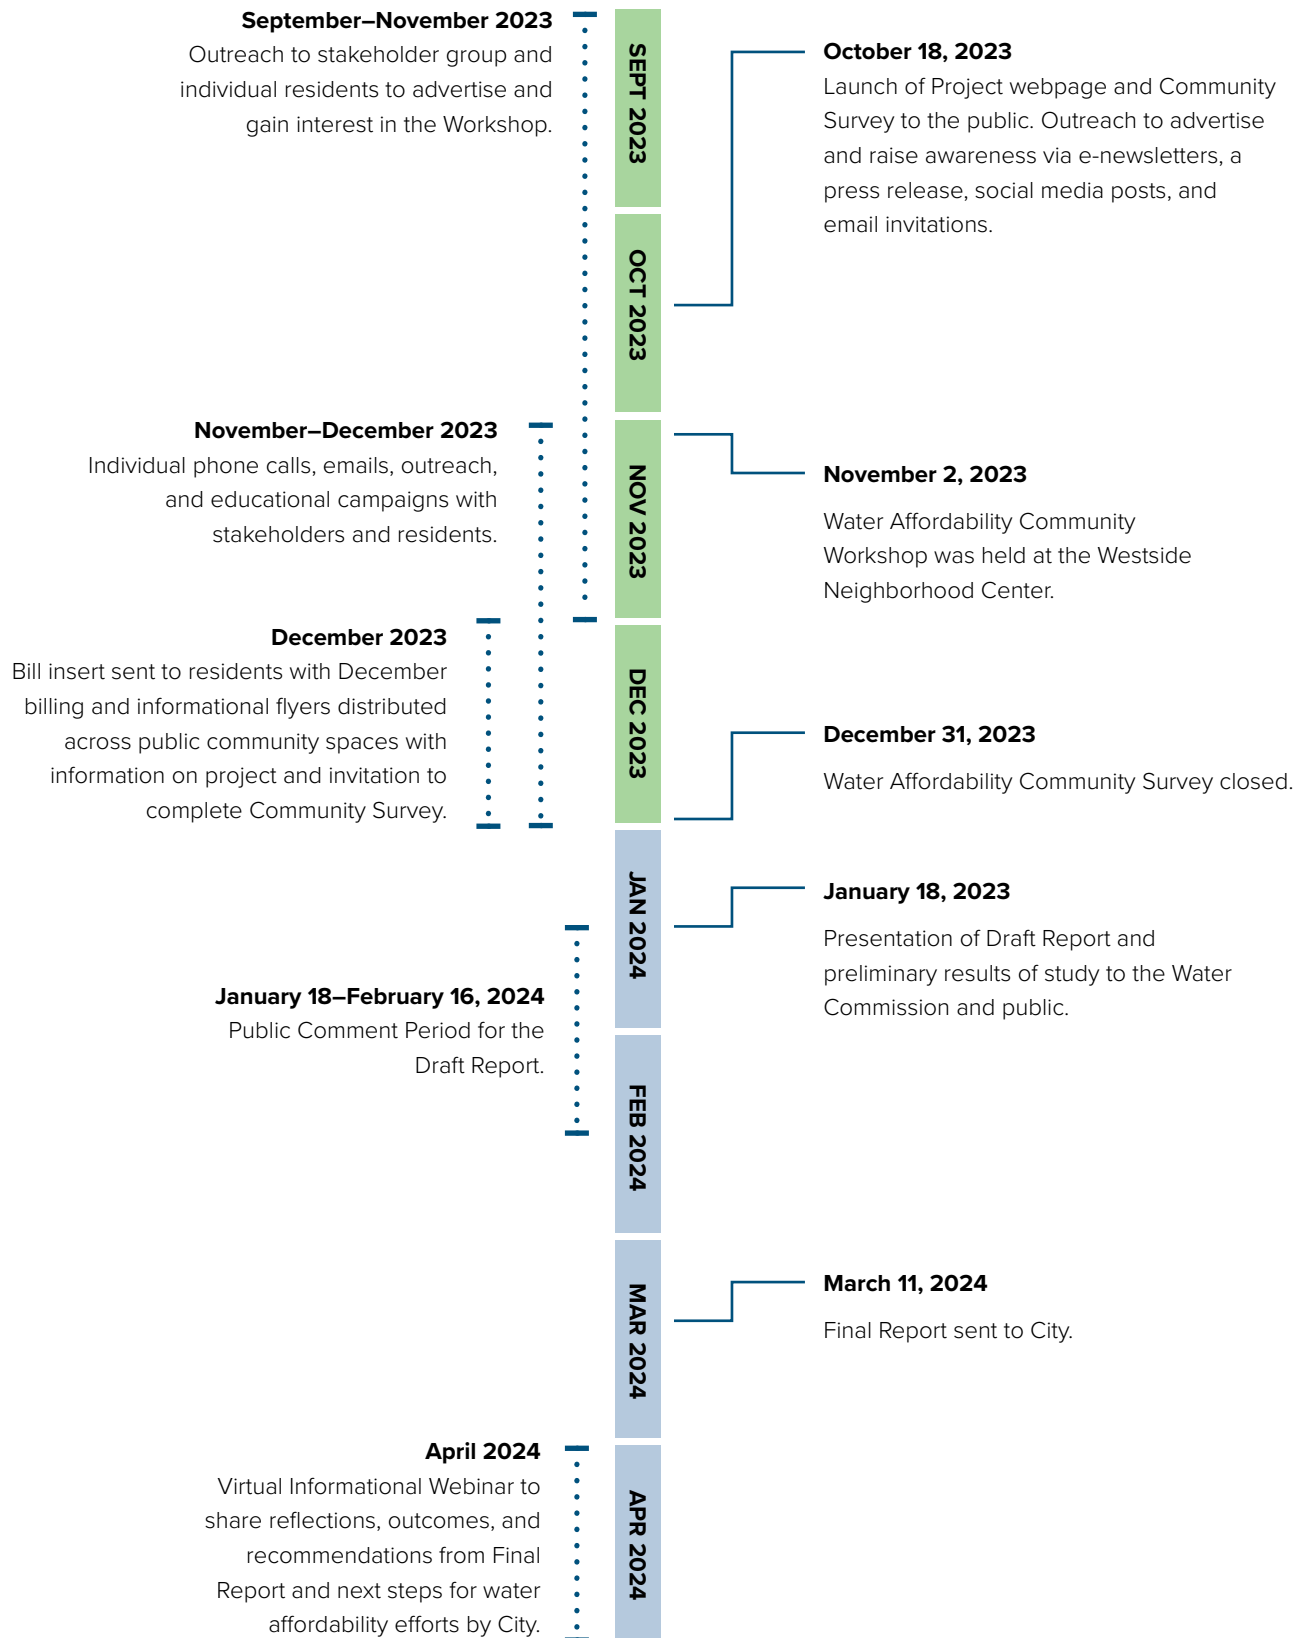 September–November 2023
Outreach to stakeholder group and
individual residents to advertise and
gain interest in the Workshop.
SEPT 2023
October 18, 2023
Launch of Project webpage and Community
Survey to the public. Outreach to advertise
and raise awareness via e-newsletters, a
press release, social media posts, and
email invitations.
OCT 2023
November–December 2023
Individual phone calls, emails, outreach,
and educational campaigns with
stakeholders and residents.
NOV 2023
November 2, 2023
Water Affordability Community
Workshop was held at the Westside
Neighborhood Center.
December 2023
Bill insert sent to residents with December
billing and informational flyers distributed
across public community spaces with
information on project and invitation to
complete Community Survey.
DEC 2023
December 31, 2023
Water Affordability Community Survey closed.
JAN 2024
January 18, 2023
Presentation of Draft Report and
preliminary results of study to the Water
Commission and public.
January 18–February 16, 2024
Public Comment Period for the
Draft Report.
FEB 2024
MAR 2024
March 11, 2024
Final Report sent to City.
April 2024
Virtual Informational Webinar to
share reflections, outcomes, and
recommendations from Final
Report and next steps for water
affordability efforts by City.
APR 2024